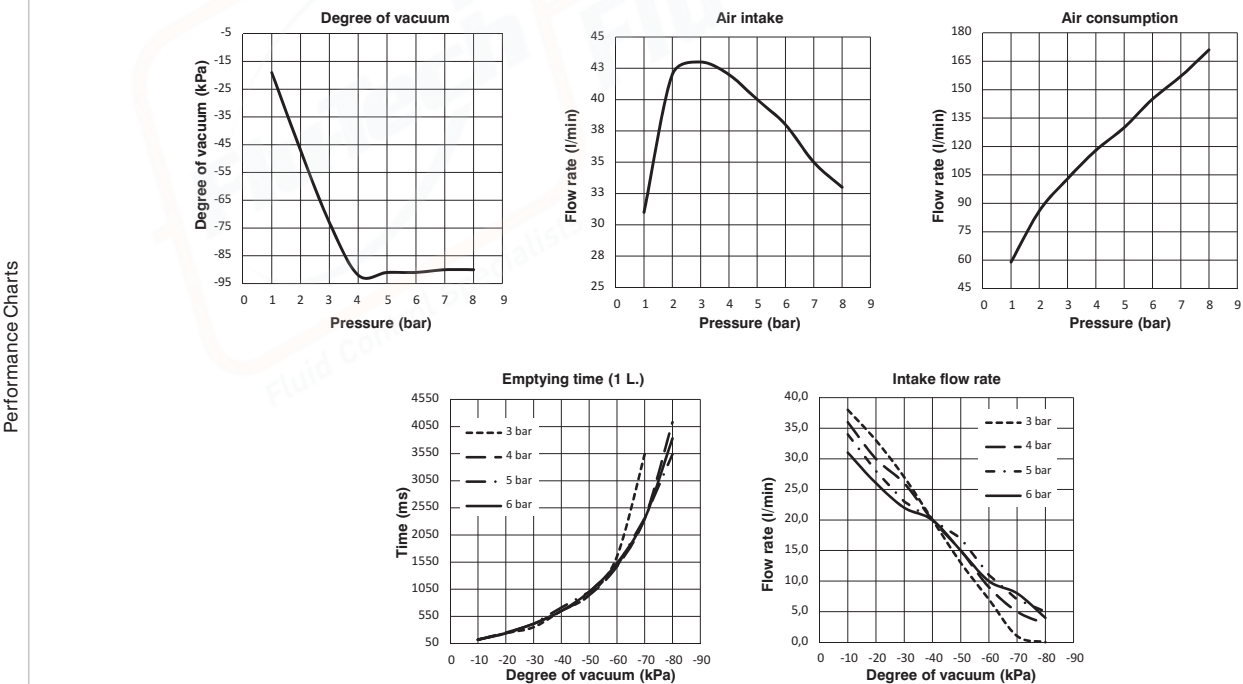 Performance Charts
Degree of vacuum
Degree of vacuum (kPa)
-5
-15
-25
-35
-45
-55
-65
-75
-85
-95
0 1 2 3 4 5 6 7 8 9
Pressure (bar)
Air intake
Flow rate (l/min)
45
43
40
38
35
33
30
28
25
0 1 2 3 4 5 6 7 8 9
Pressure (bar)
Air consumption
Flow rate (l/min)
180
165
150
135
120
105
90
75
60
45
0 1 2 3 4 5 6 7 8 9
Pressure (bar)
Emptying time (1 L.)
Time (ms)
4550
4050
3550
3050
2550
2050
1550
1050
550
50
3 bar
4 bar
5 bar
6 bar
0 -10 -20 -30 -40 -50 -60 -70 -80 -90
Degree of vacuum (kPa)
Intake flow rate
Flow rate (l/min)
40,0
35,0
30,0
25,0
20,0
15,0
10,0
5,0
0,0
3 bar
4 bar
5 bar
6 bar
0 -10 -20 -30 -40 -50 -60 -70 -80 -90
Degree of vacuum (kPa)